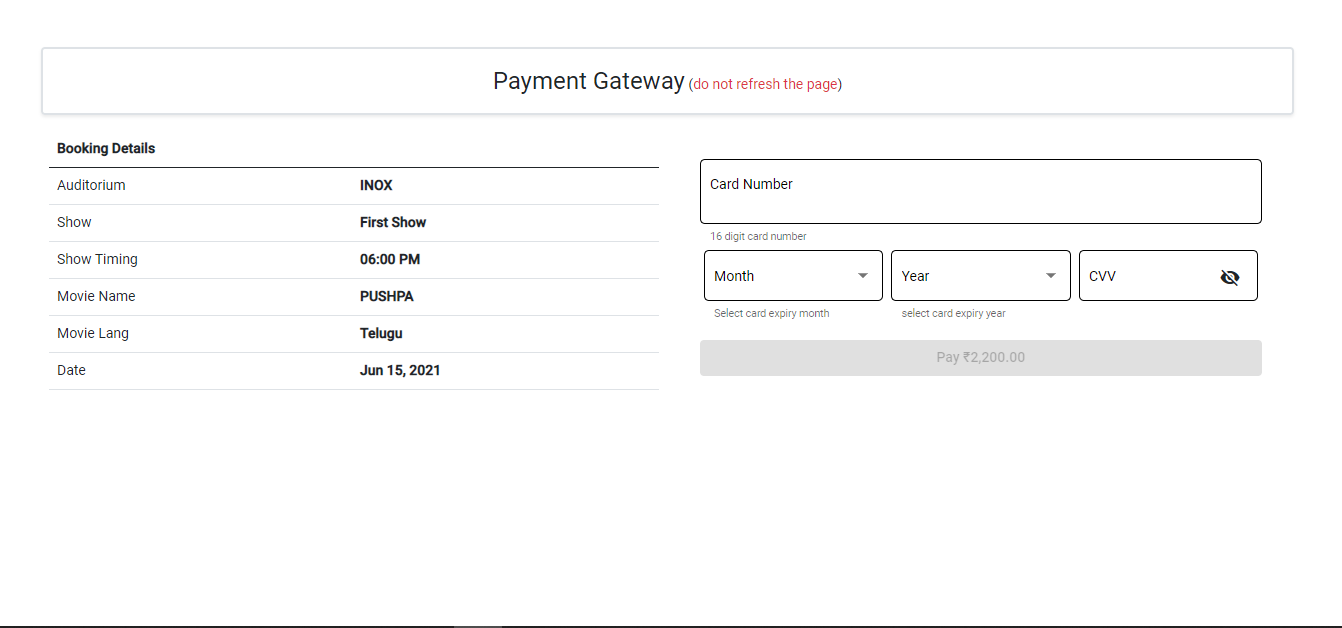 Payment Gateway (do not refresh the page)
Booking Details
Auditorium INOX
Show First Show
Show Timing 06:00 PM
Movie Name PUSHPA
Movie Lang Telugu
Date Jun 15, 2021
Card Number
16 digit card number
Month Year CVV
Select card expiry month select card expiry year
Pay ₹2,200.00